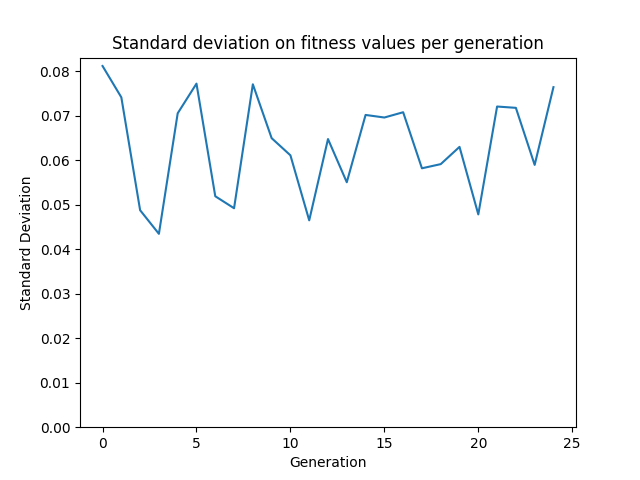 Standard deviation on fitness values per generation
0.08
0.07
0.06
0.05
0.04
0.03
0.02
0.01
0.00
Standard Deviation
0 5 10 15 20 25
Generation